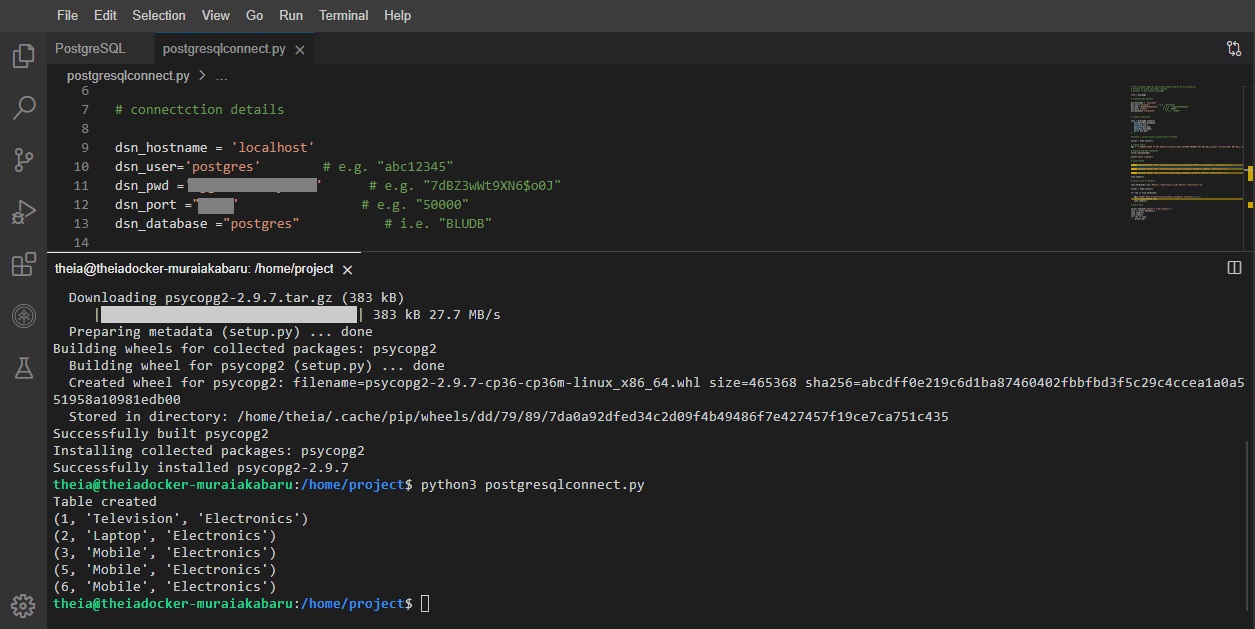 File Edit Selection View Go Run Terminal Help
PostgreSQL postgresqlconnect.py
postgresqlconnect.py > ...
6
7 # connectction details
8
9 dsn_hostname = 'localhost'
10 dsn_user='postgres' # e.g. "abc12345"
11 dsn_pwd =' ' # e.g. "7dBZ3wWt9XN6$o0J"
12 dsn_port =" " # e.g. "50000"
13 dsn_database ="postgres" # i.e. "BLUDB"
14
theia@theiadocker-muraiakabaru: /home/project
Downloading psycopg2-2.9.7.tar.gz (383 kB)
| | 383 kB 27.7 MB/s
Preparing metadata (setup.py) ... done
Building wheels for collected packages: psycopg2
Building wheel for psycopg2 (setup.py) ... done
Created wheel for psycopg2: filename=psycopg2-2.9.7-cp36-cp36m-linux_x86_64.whl size=465368 sha256=abcdff0e219c6d1ba87460402fbbfbd3f5c29c4ccea1a0a5
51958a10981edb00
Stored in directory: /home/theia/.cache/pip/wheels/dd/79/89/7da0a92dfed34c2d09f4b49486f7e427457f19ce7ca751c435
Successfully built psycopg2
Installing collected packages: psycopg2
Successfully installed psycopg2-2.9.7
theia@theiadocker-muraiakabaru:/home/project$ python3 postgresqlconnect.py
Table created
(1, 'Television', 'Electronics')
(2, 'Laptop', 'Electronics')
(3, 'Mobile', 'Electronics')
(5, 'Mobile', 'Electronics')
(6, 'Mobile', 'Electronics')
theia@theiadocker-muraiakabaru:/home/project$